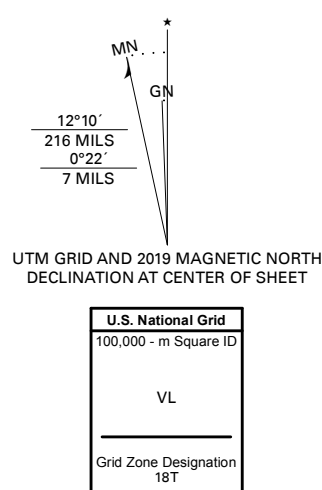 ★
MN
GN
12°10´
216 MILS
0°22´
7 MILS
UTM GRID AND 2019 MAGNETIC NORTH
DECLINATION AT CENTER OF SHEET
U.S. National Grid
100,000 - m Square ID
VL
Grid Zone Designation
18T